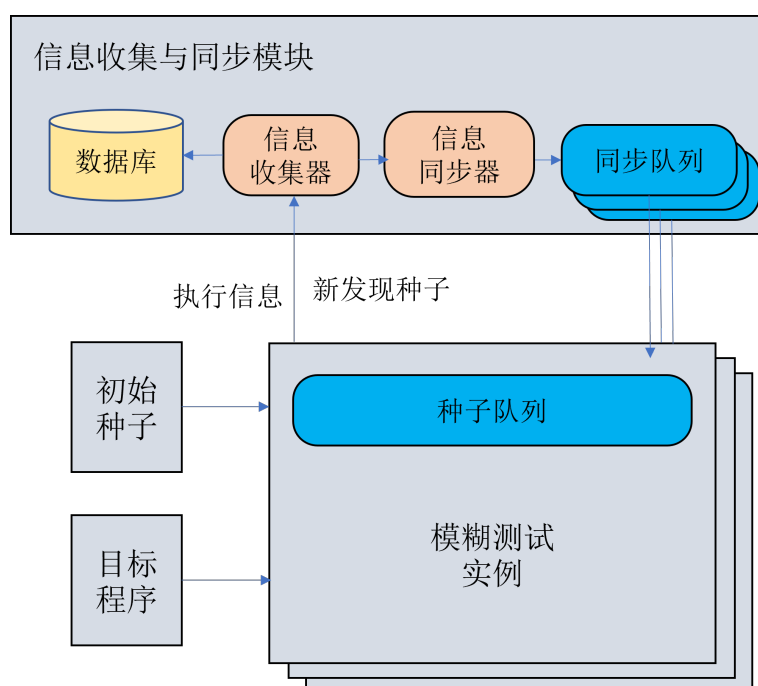 信息收集与同步模块
数据库
信息
收集器
信息
同步器
同步队列
执行信息
新发现种子
初始
种子
种子队列
目标
程序
模糊测试
实例